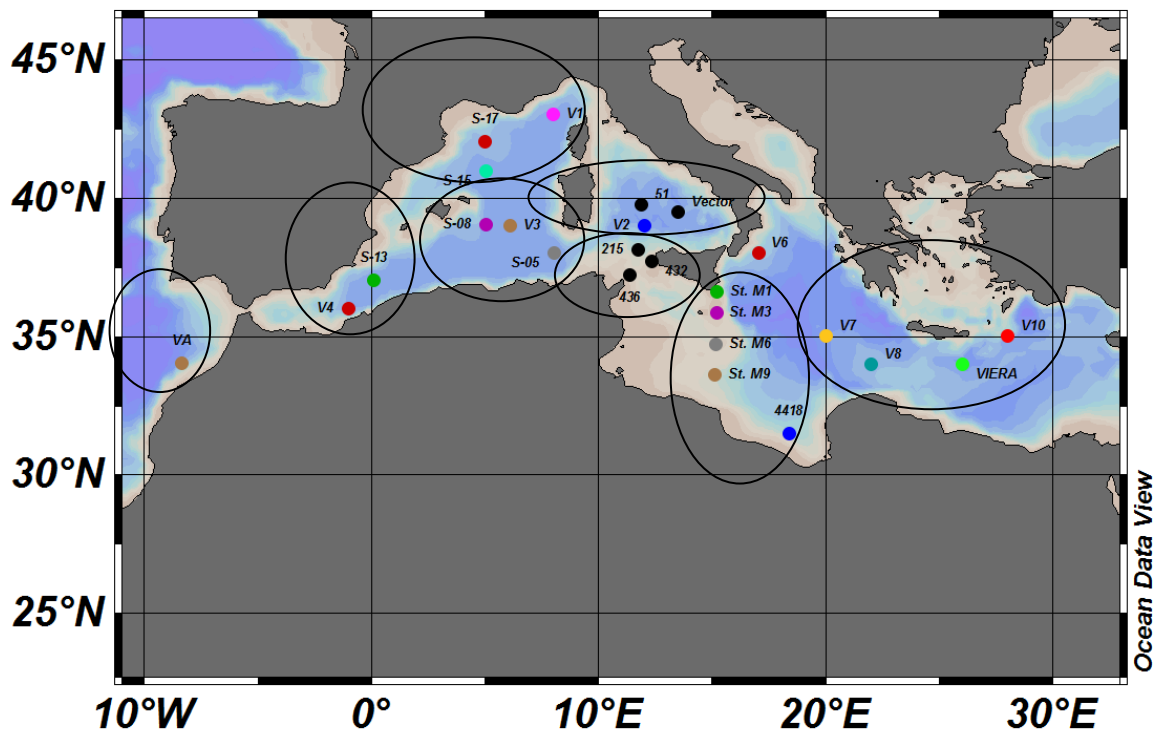 45°N
40°N
35°N
30°N
25°N
10°W
0°
10°E
20°E
30°E
S-17
V1
S-15
51
Vector
S-08
V3
V2
215
S-05
432
436
V6
S-13
V4
VA
St. M1
St. M3
St. M6
St. M9
4418
V7
V8
V10
VIERA
Ocean Data View